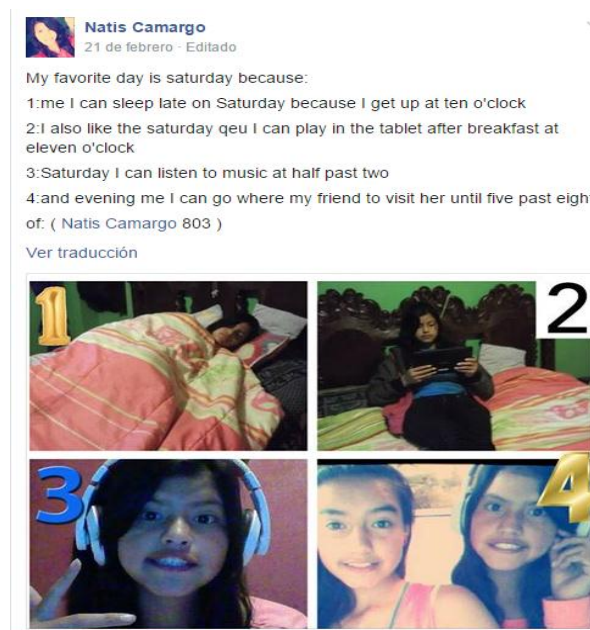 Natis Camargo
21 de febrero · Editado
My favorite day is saturday because:
1:me I can sleep late on Saturday because I get up at ten o'clock
2:I also like the saturday qeu I can play in the tablet after breakfast at
eleven o'clock
3:Saturday I can listen to music at half past two
4:and evening me I can go where my friend to visit her until five past eight
of: ( Natis Camargo 803 )
Ver traducción
1
2
3
4